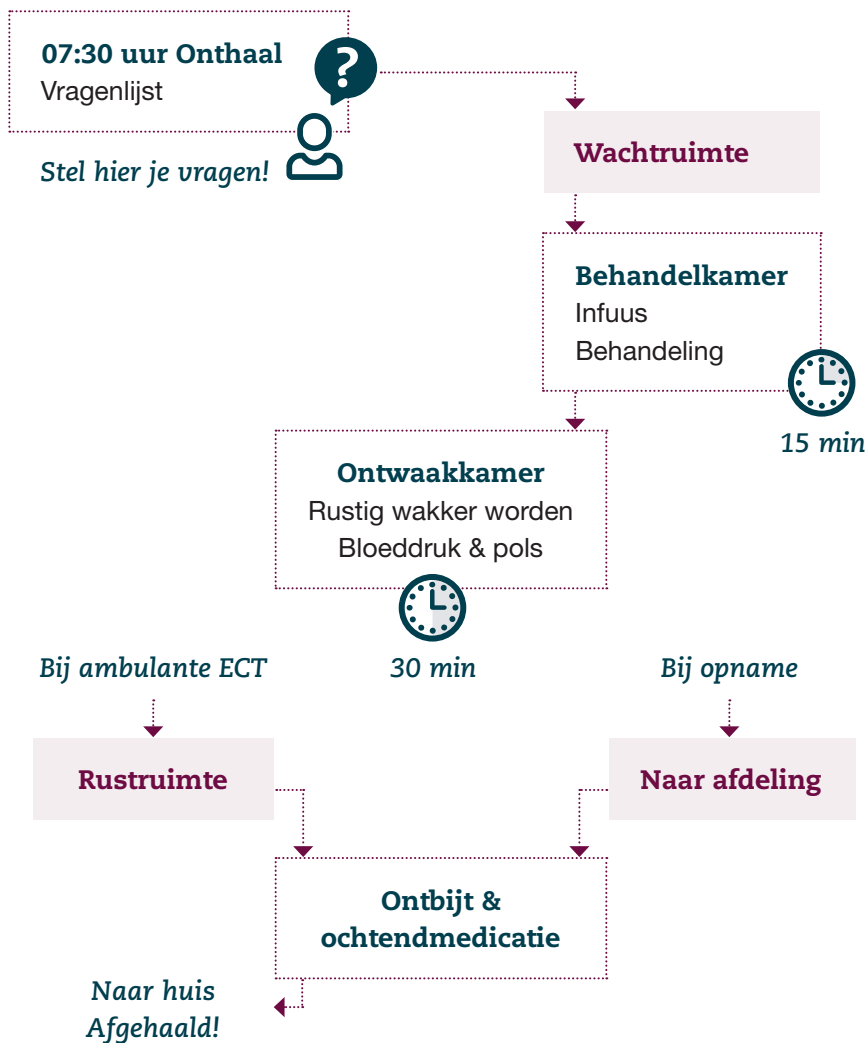 07:30 uur Onthaal
Vragenlijst
?
Stel hier je vragen!
Wachtruimte
Behandelkamer
Infuus
Behandeling
15 min
Ontwaakkamer
Rustig wakker worden
Bloeddruk & pols
30 min
Bij ambulante ECT
Bij opname
Rustruimte
Naar afdeling
Ontbijt &
ochtendmedicatie
Naar huis
Afgehaald!